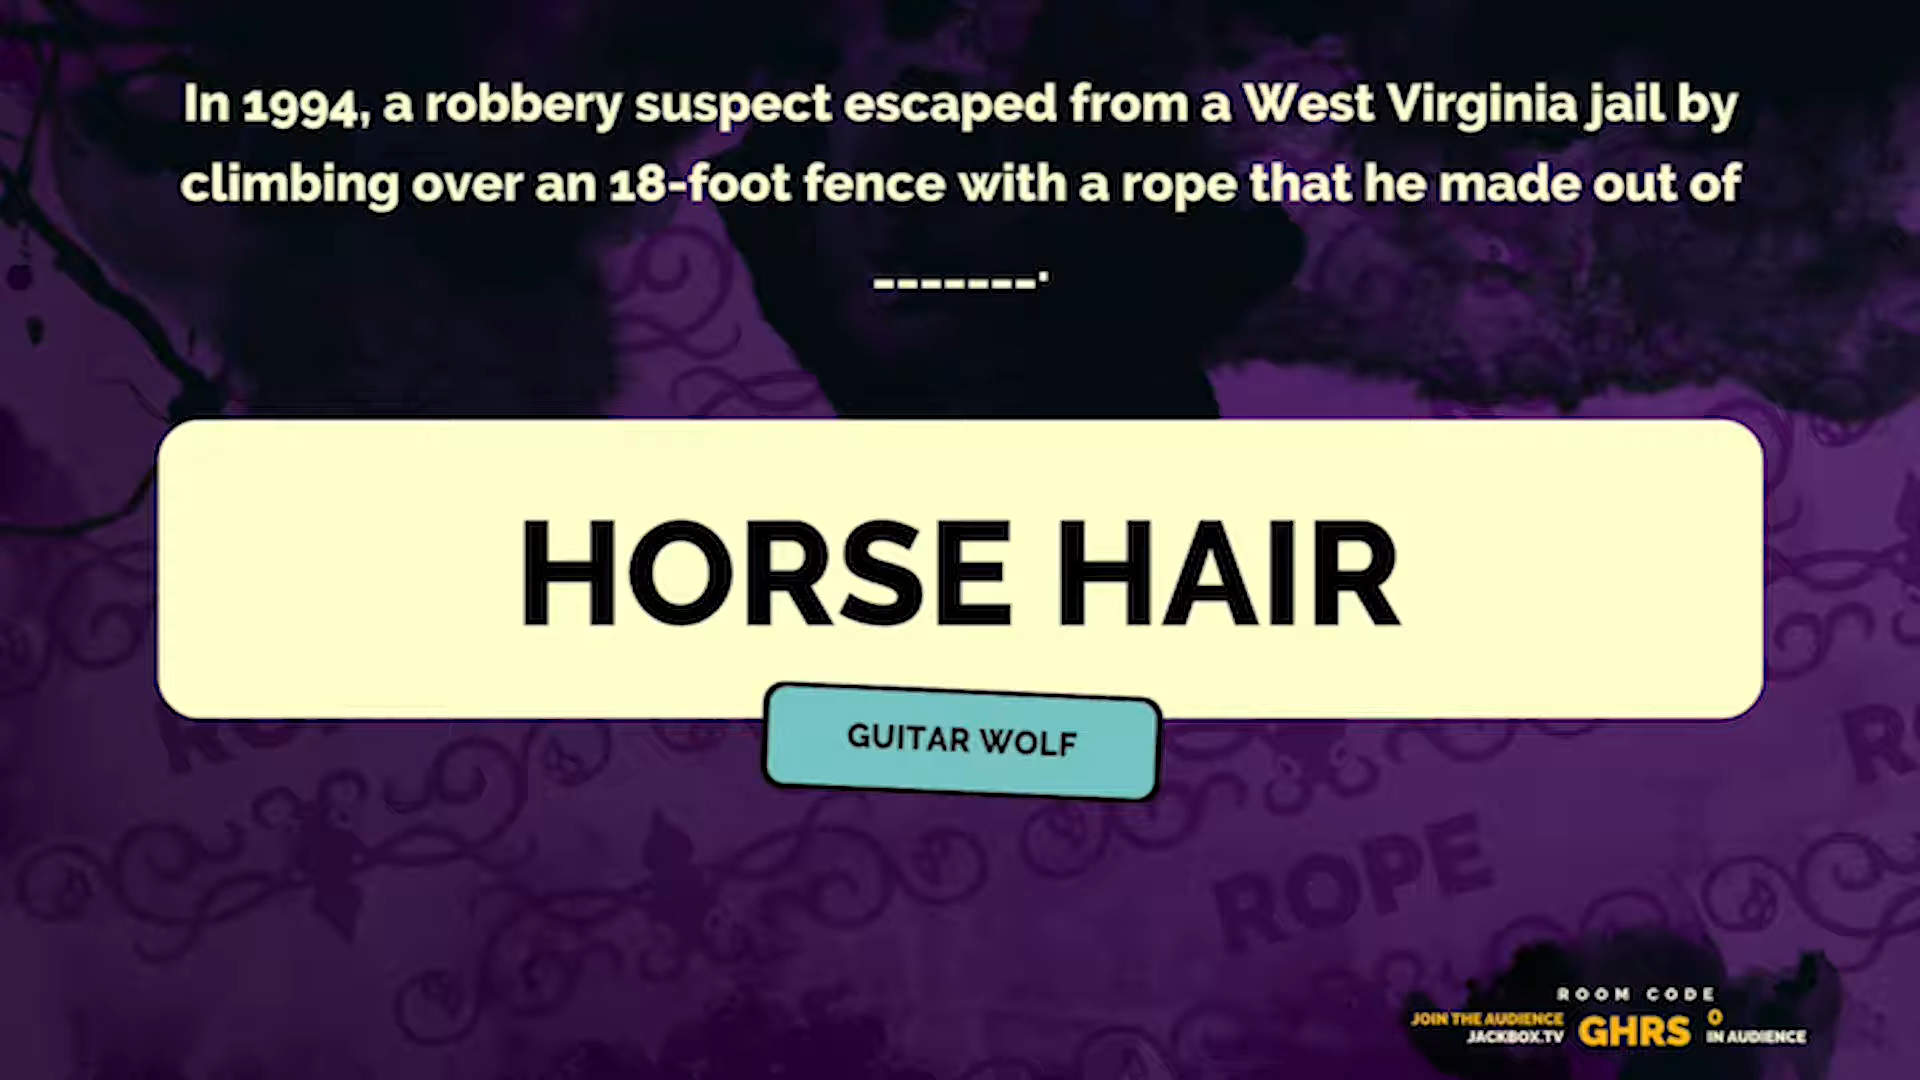 In 1994, a robbery suspect escaped from a West Virginia jail by
climbing over an 18-foot fence with a rope that he made out of
_______.
HORSE HAIR
GUITAR WOLF
ROPE
ROOM CODE
JOIN THE AUDIENCE
JACKBOX.TV
GHRS
0
IN AUDIENCE